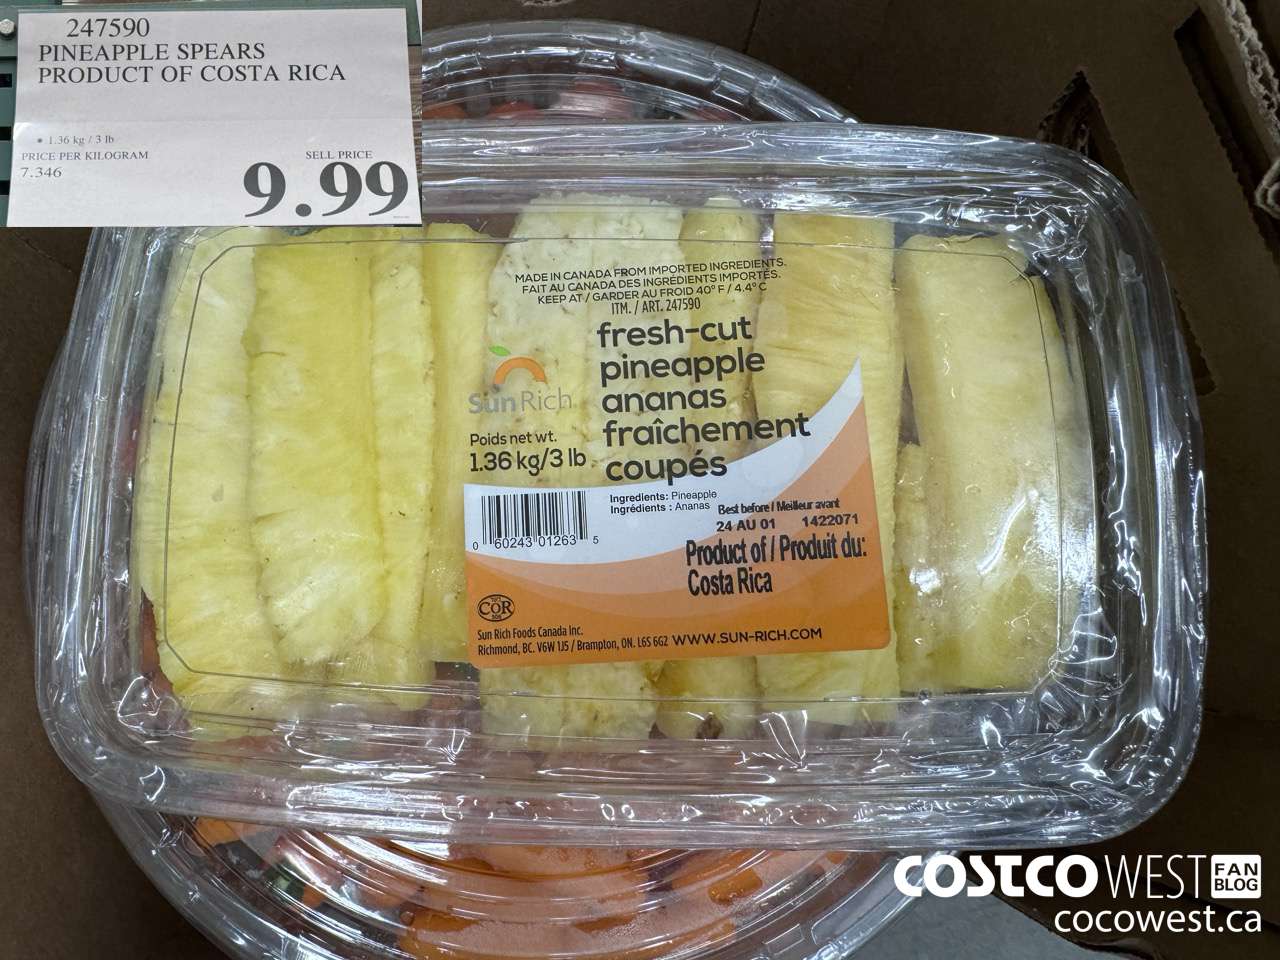 247590
PINEAPPLE SPEARS
PRODUCT OF COSTA RICA
• 1.36 kg / 3 lb
PRICE PER KILOGRAM
7.346
SELL PRICE
9.99
MADE IN CANADA FROM IMPORTED INGREDIENTS.
FAIT AU CANADA DES INGRÉDIENTS IMPORTÉS.
KEEP AT / GARDER AU FROID 40° F / 4.4° C
ITM. / ART. 247590
fresh-cut
pineapple
ananas
fraîchement
coupés
SunRich
Poids net wt.
1.36 kg/3 lb
Ingredients: Pineapple
Ingrédients : Ananas
Best before / Meilleur avant
24 AU 01 1422071
Product of / Produit du:
Costa Rica
0 60243 01263 5
COR
Sun Rich Foods Canada Inc.
Richmond, BC. V6W 1J5 / Brampton, ON. L6S 6G2 WWW.SUN-RICH.COM
COSTCO WEST FAN BLOG
cocowest.ca